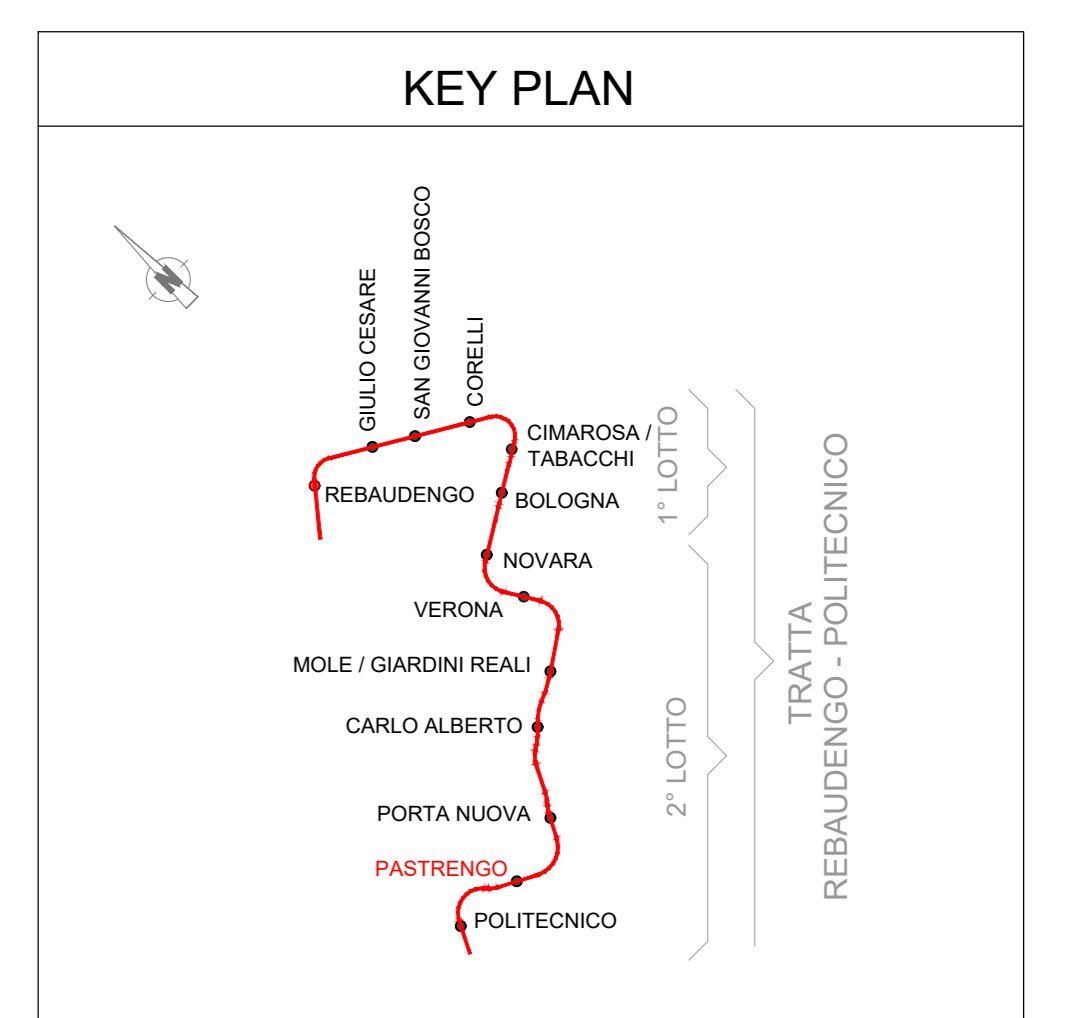 KEY PLAN
N
GIULIO CESARE
SAN GIOVANNI BOSCO
CORELLI
CIMAROSA /
TABACCHI
REBAUDENGO
BOLOGNA
NOVARA
VERONA
MOLE / GIARDINI REALI
CARLO ALBERTO
PORTA NUOVA
PASTRENGO
POLITECNICO
1° LOTTO
2° LOTTO
TRATTA
REBAUDENGO - POLITECNICO